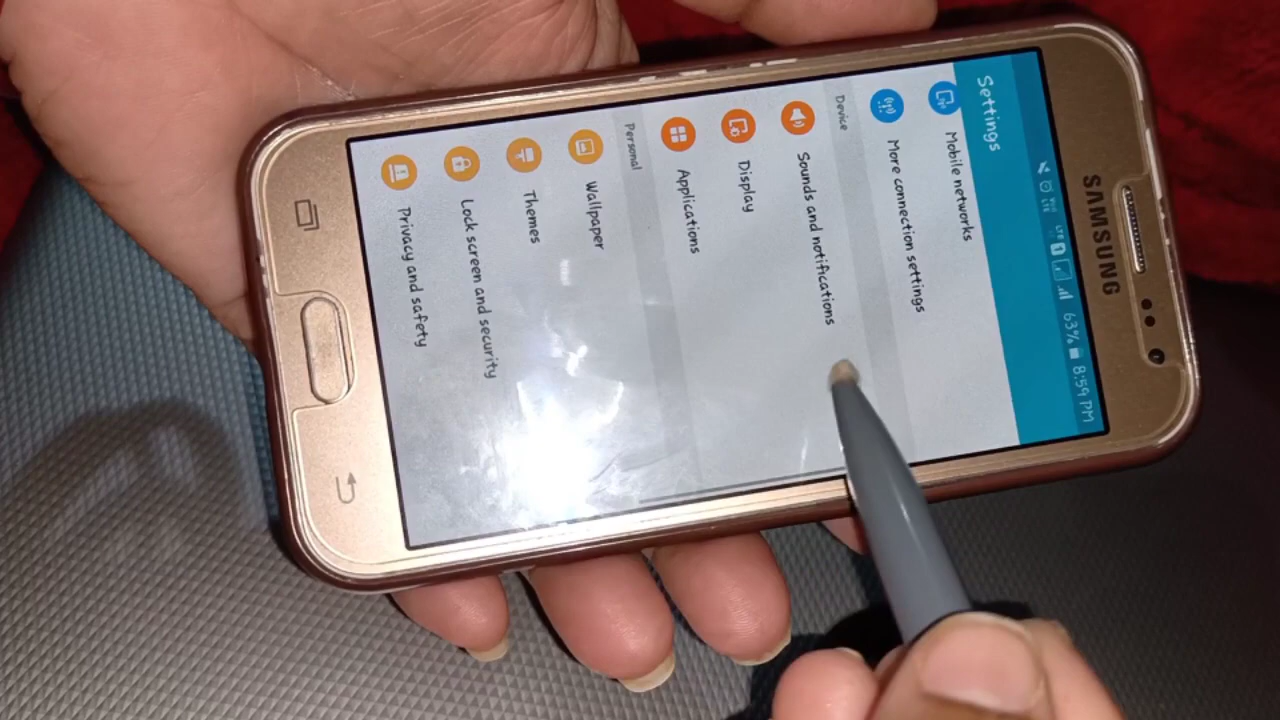 SAMSUNG
63% 8:59 PM
Settings
Mobile networks
More connection settings
Device
Sounds and notifications
Display
Applications
Personal
Wallpaper
Themes
Lock screen and security
Privacy and safety